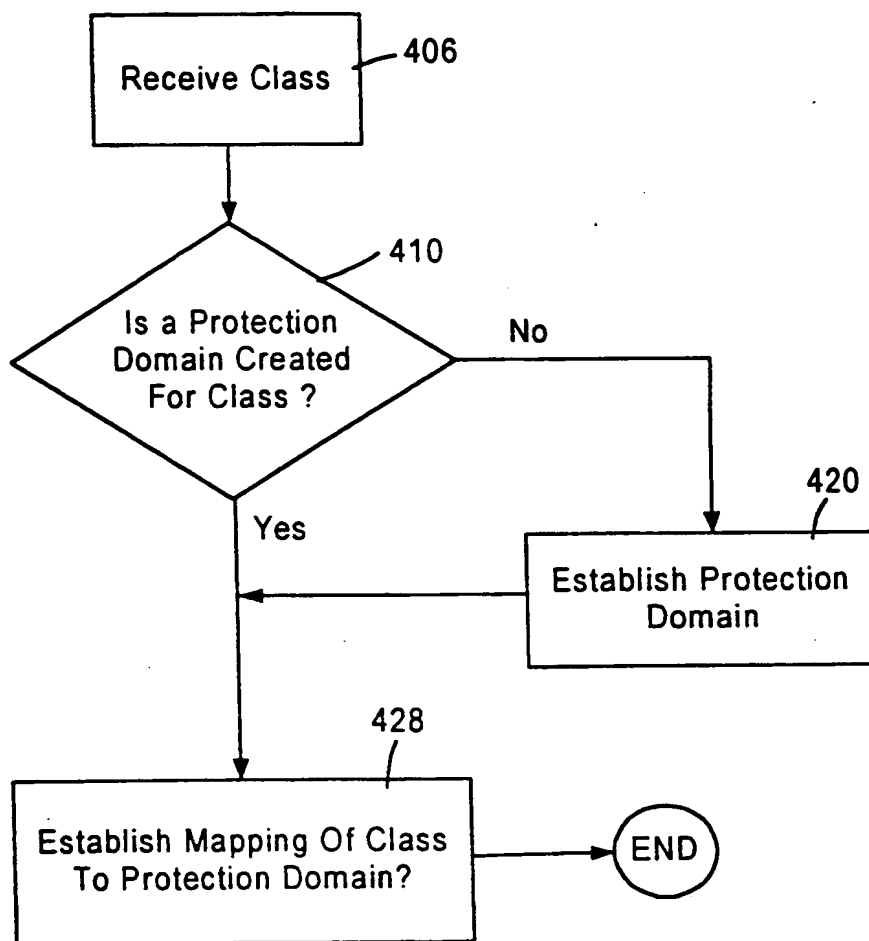 Receive Class
406
410
Is a Protection
Domain Created
For Class ?
No
Yes
420
Establish Protection
Domain
428
Establish Mapping Of Class
To Protection Domain?
END